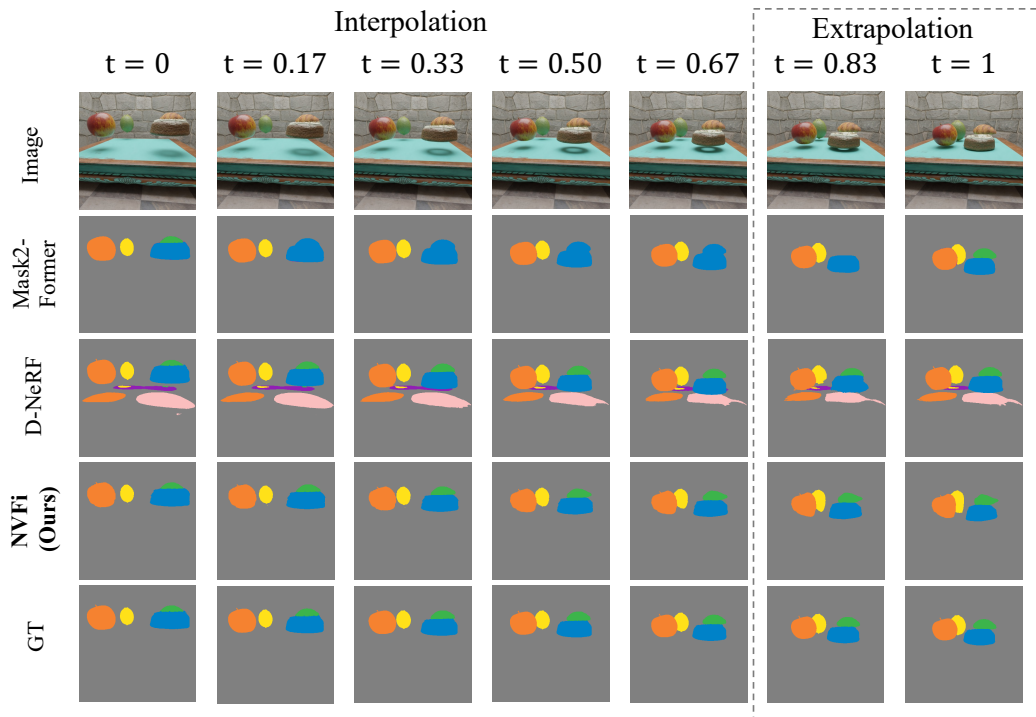 Interpolation
Extrapolation
t = 0
t = 0.17
t = 0.33
t = 0.50
t = 0.67
t = 0.83
t = 1
Image
Mask2-
Former
D-NeRF
NVFi
(Ours)
GT